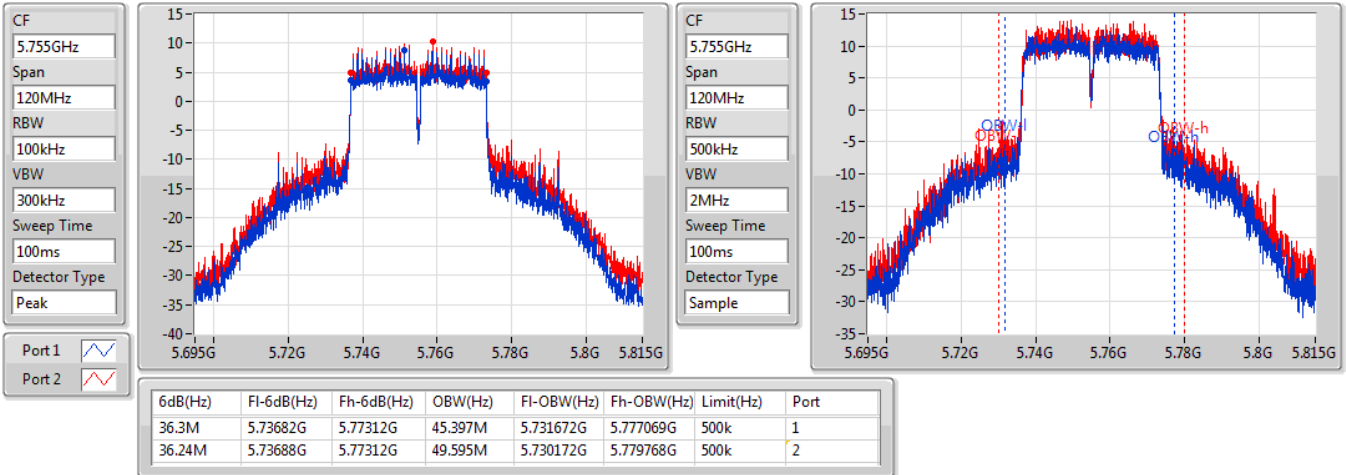 CF
5.755GHz
Span
120MHz
RBW
100kHz
VBW
300kHz
Sweep Time
100ms
Detector Type
Peak
Port 1
Port 2
15
10
5
0
-5
-10
-15
-20
-25
-30
-35
-40
5.695G 5.72G 5.74G 5.76G 5.78G 5.8G 5.815G
CF
5.755GHz
Span
120MHz
RBW
500kHz
VBW
2MHz
Sweep Time
100ms
Detector Type
Sample
15
10
5
0
-5
-10
-15
-20
-25
-30
-35
OBW-l OBW-h
OBW-h
5.695G 5.72G 5.74G 5.76G 5.78G 5.8G 5.815G
6dB(Hz) Fl-6dB(Hz) Fh-6dB(Hz) OBW(Hz) Fl-OBW(Hz) Fh-OBW(Hz) Limit(Hz) Port
36.3M 5.73682G 5.77312G 45.397M 5.731672G 5.777069G 500k 1
36.24M 5.73688G 5.77312G 49.595M 5.730172G 5.779768G 500k 2